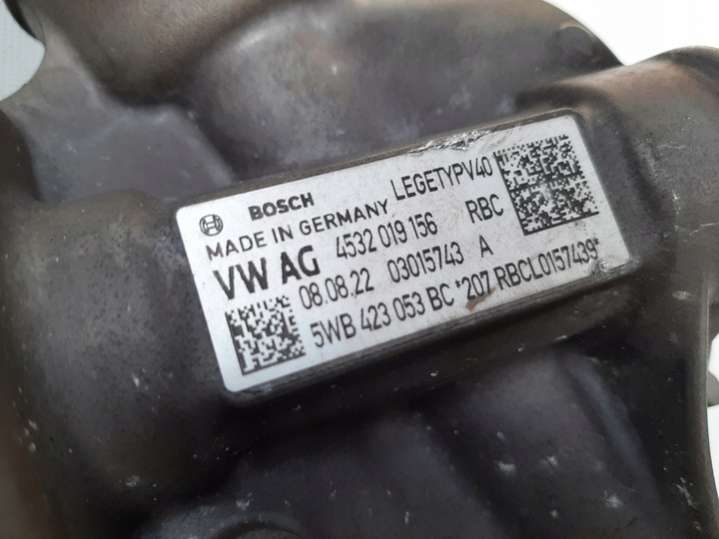 BOSCH LEGETYPV40
MADE IN GERMANY RBC
VW AG 4532 019 156
08.08.22 03015743 A
5WB 423 053 BC *207 RBCL0157439*